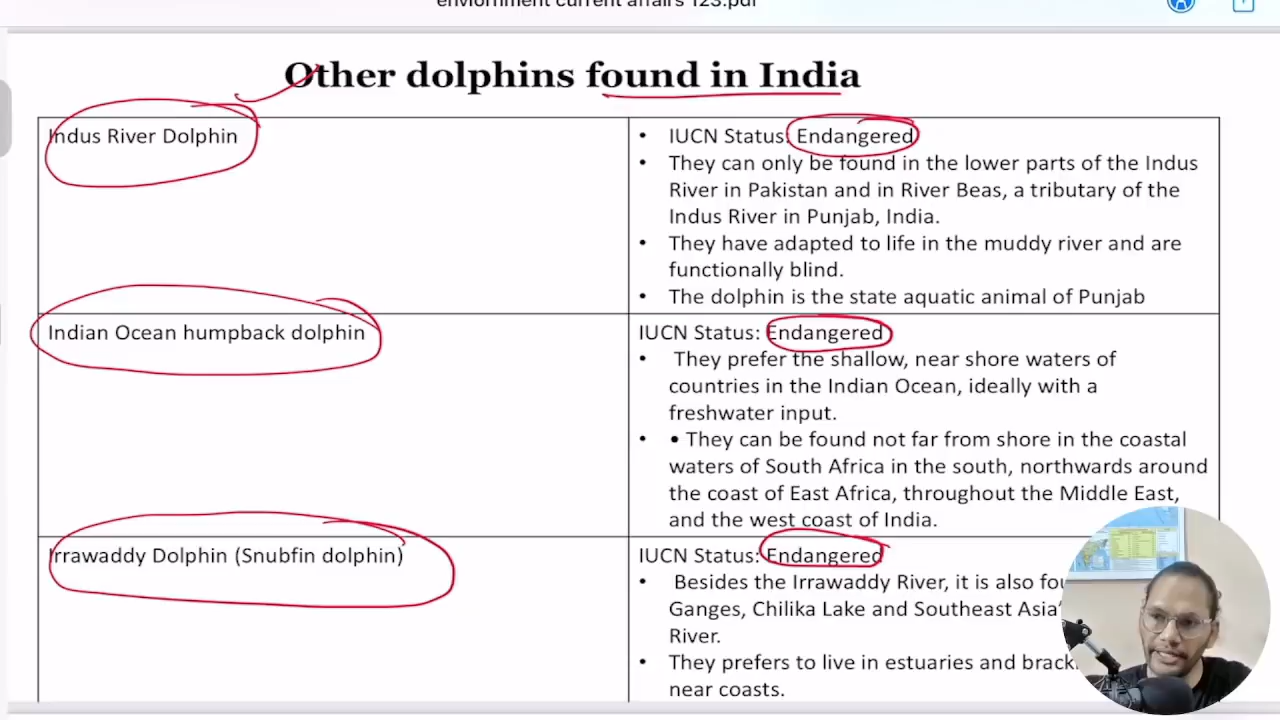 enviornment current affairs 123.pdf
Other dolphins found in India
Indus River Dolphin
• IUCN Status: Endangered
• They can only be found in the lower parts of the Indus
River in Pakistan and in River Beas, a tributary of the
Indus River in Punjab, India.
• They have adapted to life in the muddy river and are
functionally blind.
• The dolphin is the state aquatic animal of Punjab
Indian Ocean humpback dolphin
IUCN Status: Endangered
• They prefer the shallow, near shore waters of
countries in the Indian Ocean, ideally with a
freshwater input.
• • They can be found not far from shore in the coastal
waters of South Africa in the south, northwards around
the coast of East Africa, throughout the Middle East,
and the west coast of India.
Irrawaddy Dolphin (Snubfin dolphin)
IUCN Status: Endangered
• Besides the Irrawaddy River, it is also
Ganges, Chilika Lake and Southeast Asia'
River.
• They prefers to live in estuaries and
near coasts.